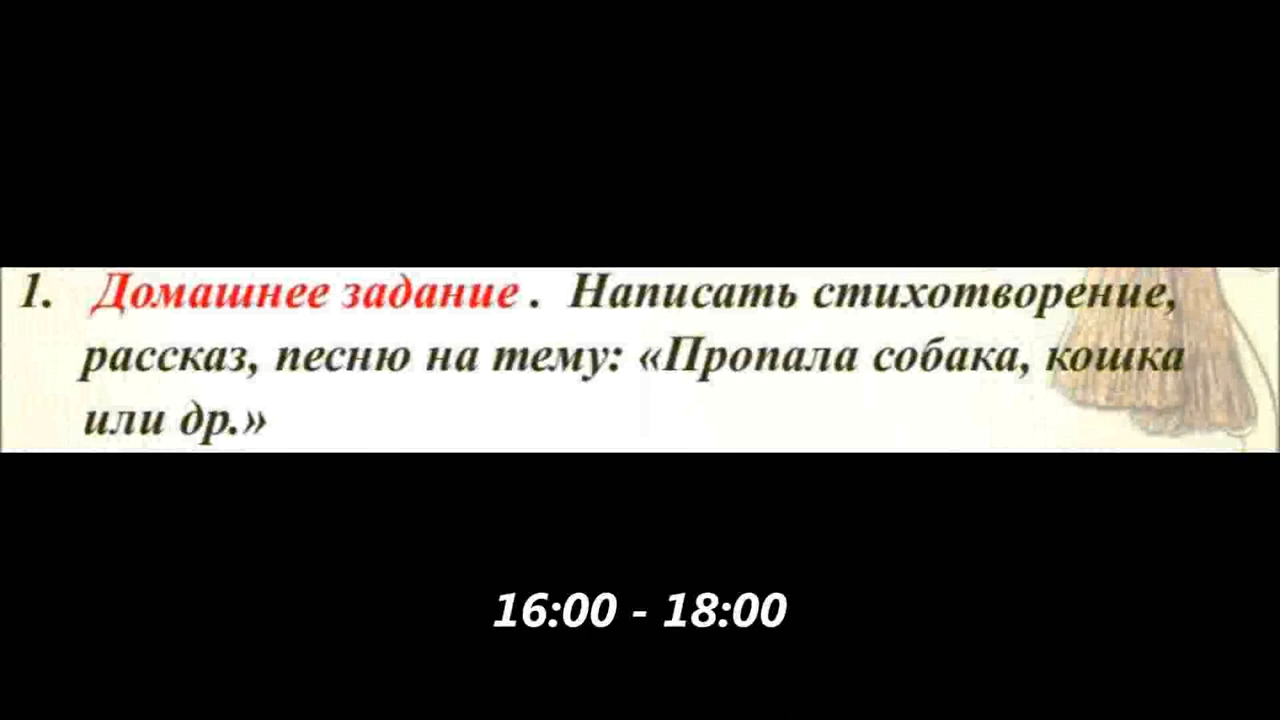 1. Домашнее задание . Написать стихотворение,
рассказ, песню на тему: «Пропала собака, кошка
или др.»
16:00 - 18:00